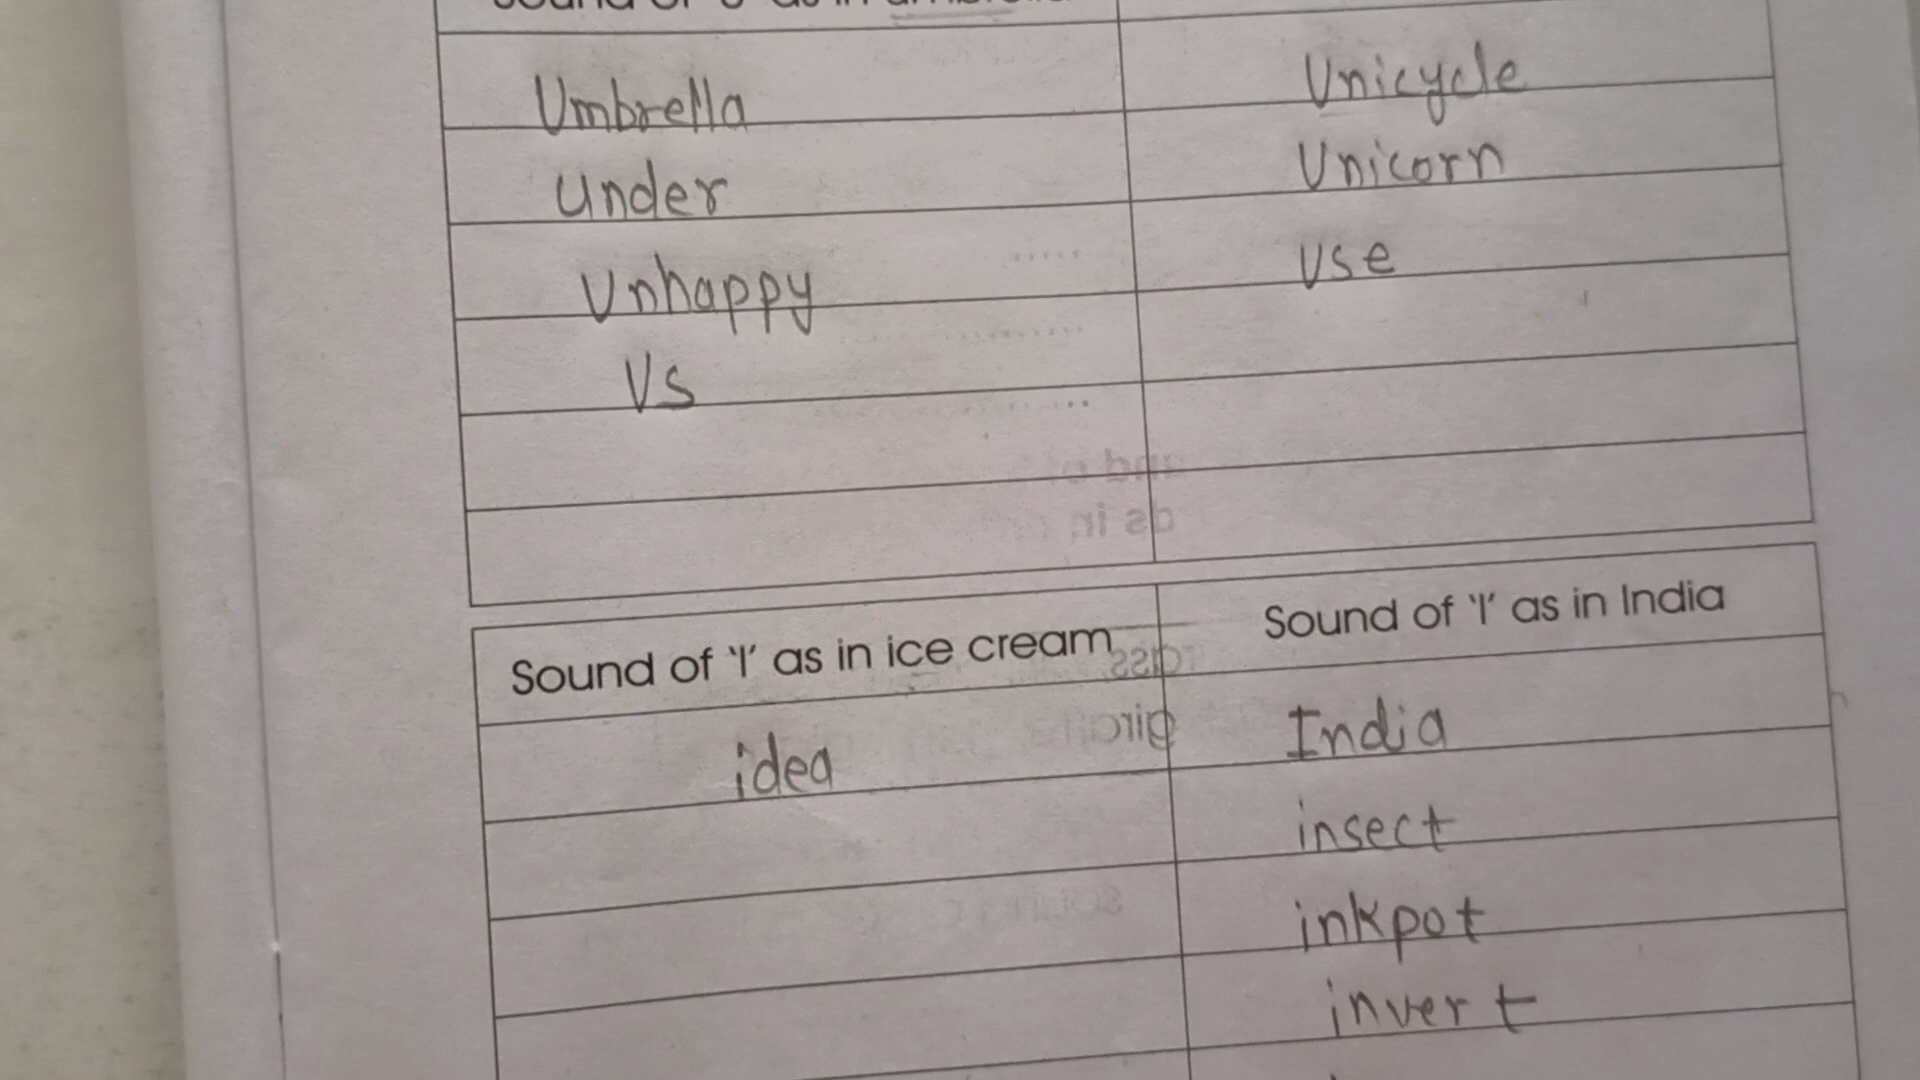 Umbrella Unicycle
Under Unicorn
Unhappy Use
Us
Sound of 'I' as in ice cream Sound of 'I' as in India
idea India
insect
inkpot
invert